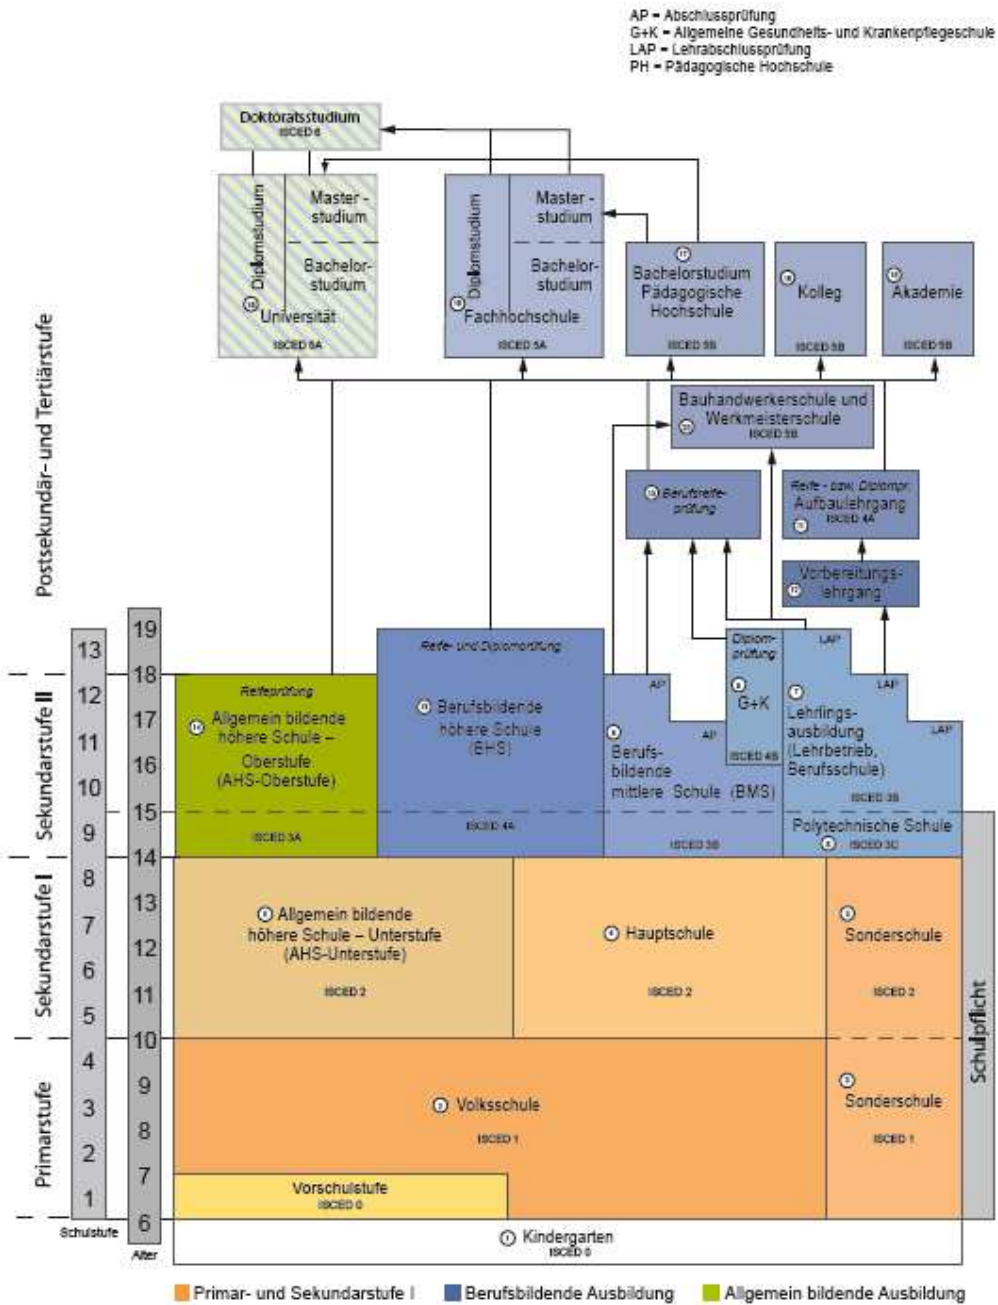 AP = Abschlussprüfung
G+K = Allgemeine Gesundheits- und Krankenpflegeschule
LAP = Lehrabschlussprüfung
PH = Pädagogische Hochschule
Doktoratsstudium
ISCED 6
Diplomstudium
Master -
studium
Bachelor-
studium
Universität
ISCED 5A
Diplomstudium
Master -
studium
Bachelor-
studium
Fachhochschule
ISCED 5A
17
Bachelorstudium
Pädagogische
Hochschule
ISCED 5B
Kolleg
ISCED 5B
Akademie
ISCED 5B
Bauhandwerkerschule und
Werkmeisterschule
ISCED 5B
Berufsreife-
prüfung
Reife - bzw. Diplompr.
Aufbaulehrgang
ISCED 4A
Vorbereitungs-
lehrgang
Postsekundär- und Tertiärstufe
Sekundarstufe II
Sekundarstufe I
Primarstufe
13
12
11
10
9
8
7
6
5
4
3
2
1
Schulstufe
19
18
17
16
15
14
13
12
11
10
9
8
7
6
Alter
Reifeprüfung
Allgemein bildende
höhere Schule –
Oberstufe
(AHS-Oberstufe)
ISCED 3A
Reife- und Diplomprüfung
Berufsbildende
höhere Schule
(BHS)
ISCED 4A
AP
AP
Berufs-
bildende
mittlere Schule (BMS)
ISCED 3B
Diplom-
prüfung
G+K
ISCED 4B
LAP
LAP
LAP
7
Lehrlings-
ausbildung
(Lehrbetrieb,
Berufsschule)
ISCED 3B
Polytechnische Schule
ISCED 3C
Allgemein bildende
höhere Schule – Unterstufe
(AHS-Unterstufe)
ISCED 2
4 Hauptschule
ISCED 2
Sonderschule
ISCED 2
Volksschule
ISCED 1
Sonderschule
ISCED 1
Vorschulstufe
ISCED 0
1 Kindergarten
ISCED 0
Schulpflicht
Primar- und Sekundarstufe I
Berufsbildende Ausbildung
Allgemein bildende Ausbildung